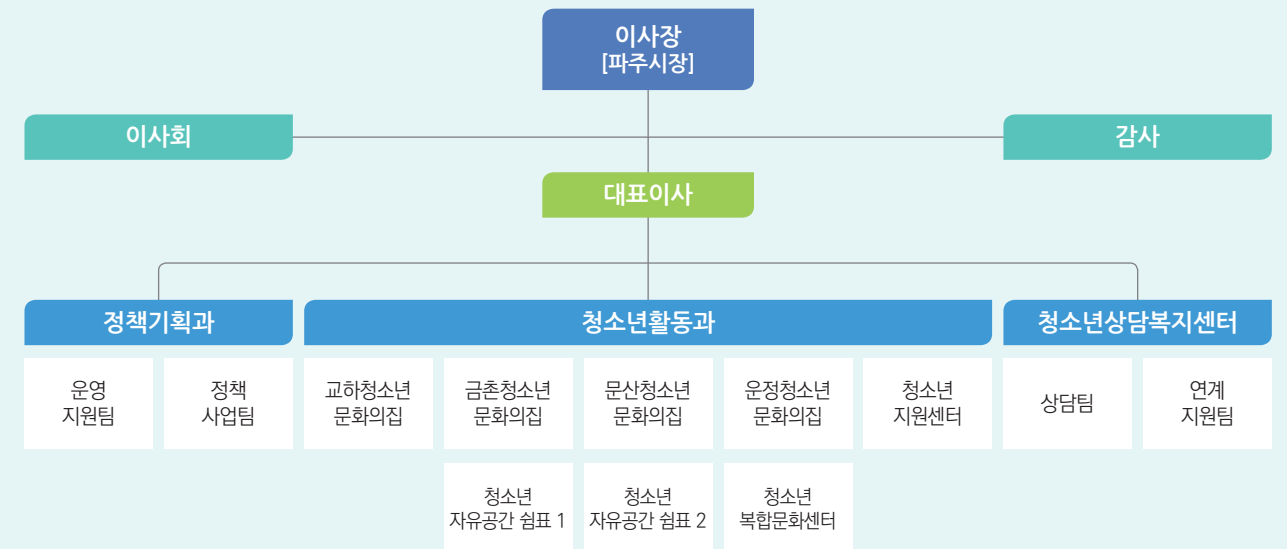 이사장
[파주시장]
이사회
감사
대표이사
정책기획과
청소년활동과
청소년상담복지센터
운영
지원팀
정책
사업팀
교하청소년
문화의집
금촌청소년
문화의집
문산청소년
문화의집
운정청소년
문화의집
청소년
지원센터
상담팀
연계
지원팀
청소년
자유공간 쉼표 1
청소년
자유공간 쉼표 2
청소년
복합문화센터